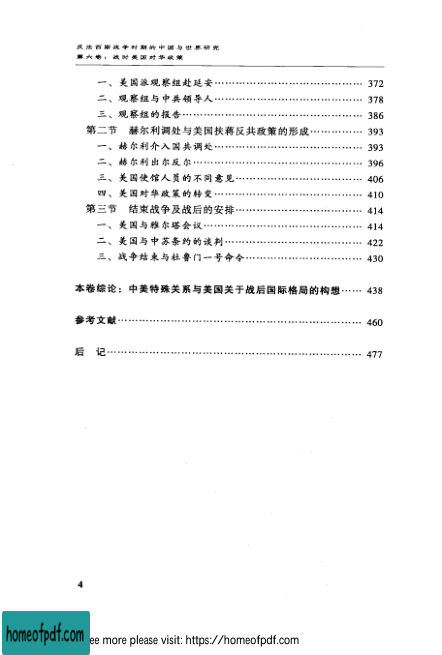 反法西斯战争时期的中国与世界研究
第六卷：战时美国对华政策
一、美国派观察组赴延安…………………………………… 372
二、观察组与中共领导人…………………………………… 378
三、观察组的报告…………………………………………… 386
第二节 赫尔利调处与美国扶蒋反共政策的形成………… 393
一、赫尔利介入国共调处…………………………………… 393
二、赫尔利出尔反尔………………………………………… 396
三、美国使馆人员的不同意见……………………………… 406
四、美国对华政策的转变…………………………………… 410
第三节 结束战争及战后的安排…………………………… 414
一、美国与雅尔塔会议……………………………………… 414
二、美国与中苏条约的谈判………………………………… 422
三、战争结束与杜鲁门一号命令…………………………… 430
本卷综论：中美特殊关系与美国关于战后国际格局的构想…… 438
参考文献…………………………………………………………… 460
后 记……………………………………………………………… 477
4
homeofpdf.com
ee more please visit: https://homeofpdf.com